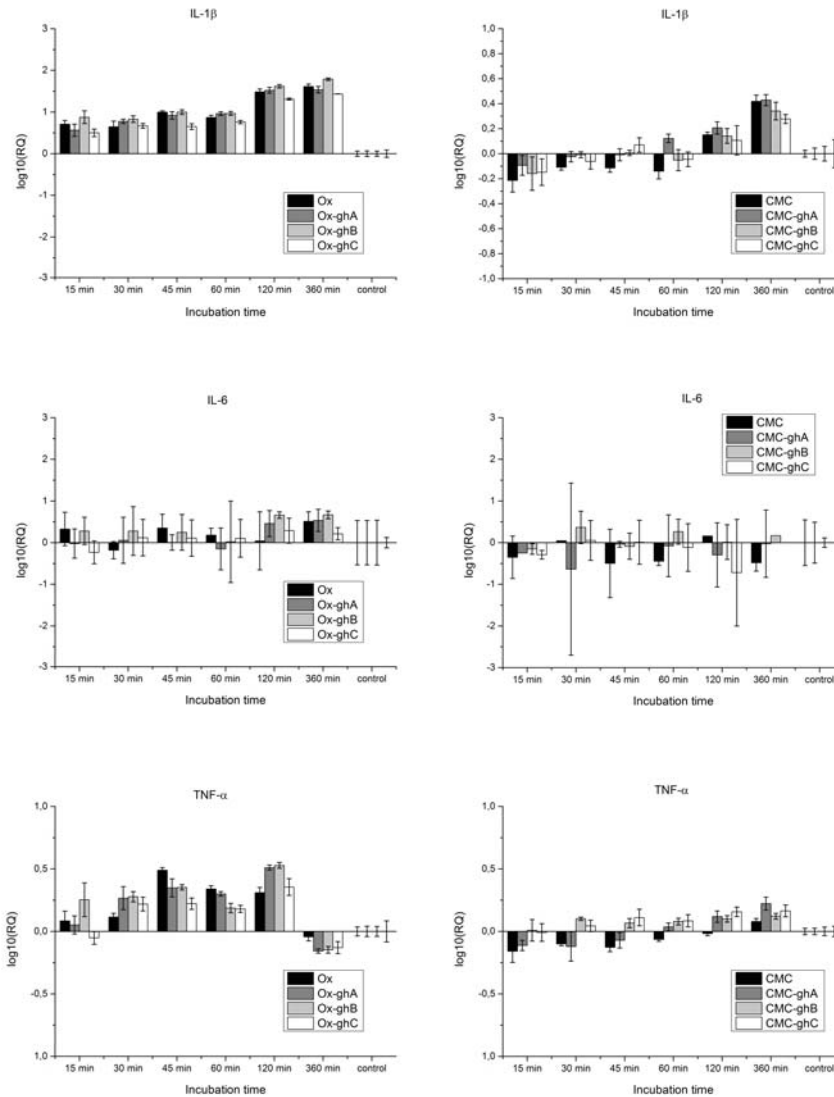 IL-1β
log10(RQ)
3
2
1
0
-1
-2
-3
Ox
Ox-ghA
Ox-ghB
Ox-ghC
15 min 30 min 45 min 60 min 120 min 360 min control
Incubation time
IL-1β
log10(RQ)
1,0
0,8
0,6
0,4
0,2
0,0
-0,2
-0,4
-0,6
-0,8
-1,0
CMC
CMC-ghA
CMC-ghB
CMC-ghC
15 min 30 min 45 min 60 min 120 min 360 min control
Incubation time
IL-6
log10(RQ)
3
2
1
0
-1
-2
-3
Ox
Ox-ghA
Ox-ghB
Ox-ghC
15 min 30 min 45 min 60 min 120 min 360 min control
Incubation time
IL-6
log10(RQ)
3
2
1
0
-1
-2
-3
CMC
CMC-ghA
CMC-ghB
CMC-ghC
15 min 30 min 45 min 60 min 120 min 360 min control
Incubation time
TNF-α
log10(RQ)
1,0
0,5
0,0
-0,5
1,0
Ox
Ox-ghA
Ox-ghB
Ox-ghC
15 min 30 min 45 min 60 min 120 min 360 min control
Incubation time
TNF-α
log10(RQ)
1,0
0,5
0,0
-0,5
1,0
CMC
CMC-ghA
CMC-ghB
CMC-ghC
15 min 30 min 45 min 60 min 120 min 360 min control
Incubation time